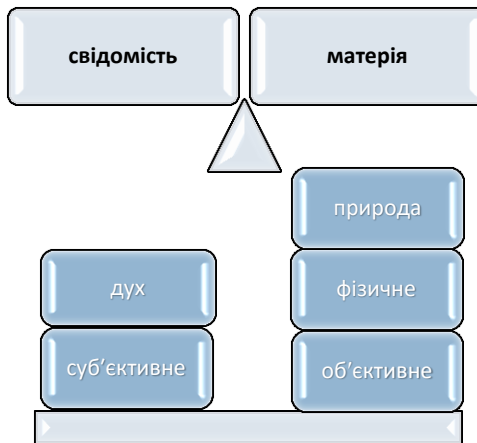 свідомість
матерія
природа
дух
фізичне
суб’єктивне
об’єктивне